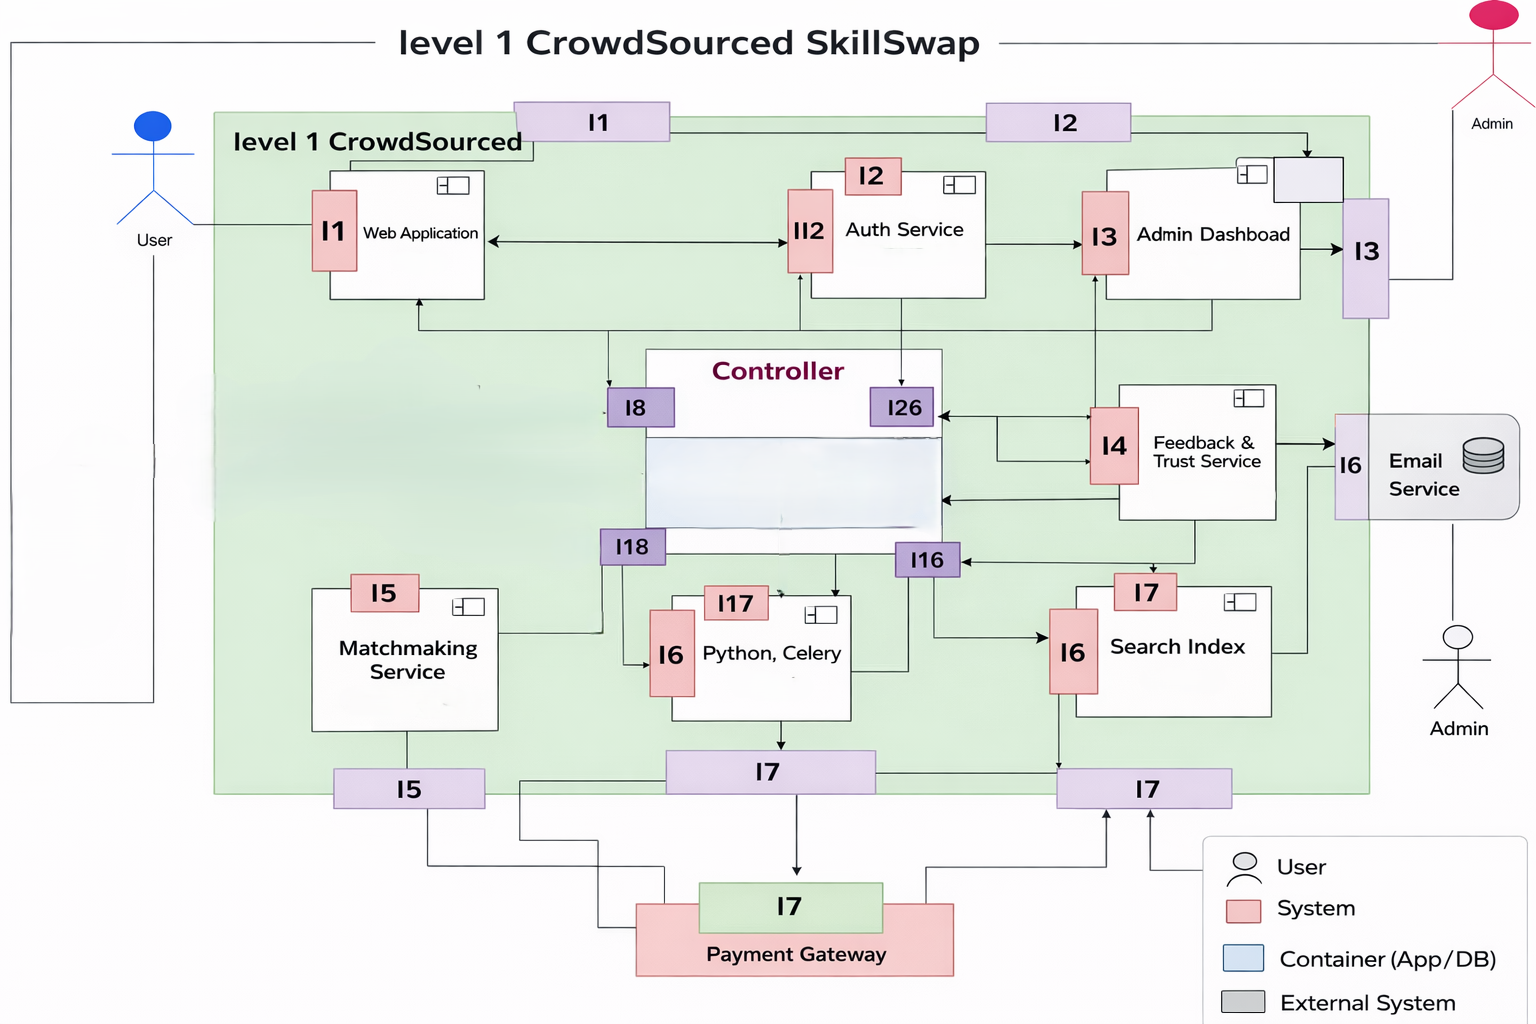 level 1 CrowdSourced SkillSwap
Admin
I1
I2
level 1 CrowdSourced
User
I1
Web Application
I2
II2
Auth Service
I3
Admin Dashboad
I3
Controller
I8
I26
I4
Feedback &
Trust Service
I6
Email
Service
I18
I16
I5
Matchmaking
Service
I17
I6
Python, Celery
I7
I6
Search Index
Admin
I5
I7
I7
I7
Payment Gateway
User
System
Container (App/DB)
External System